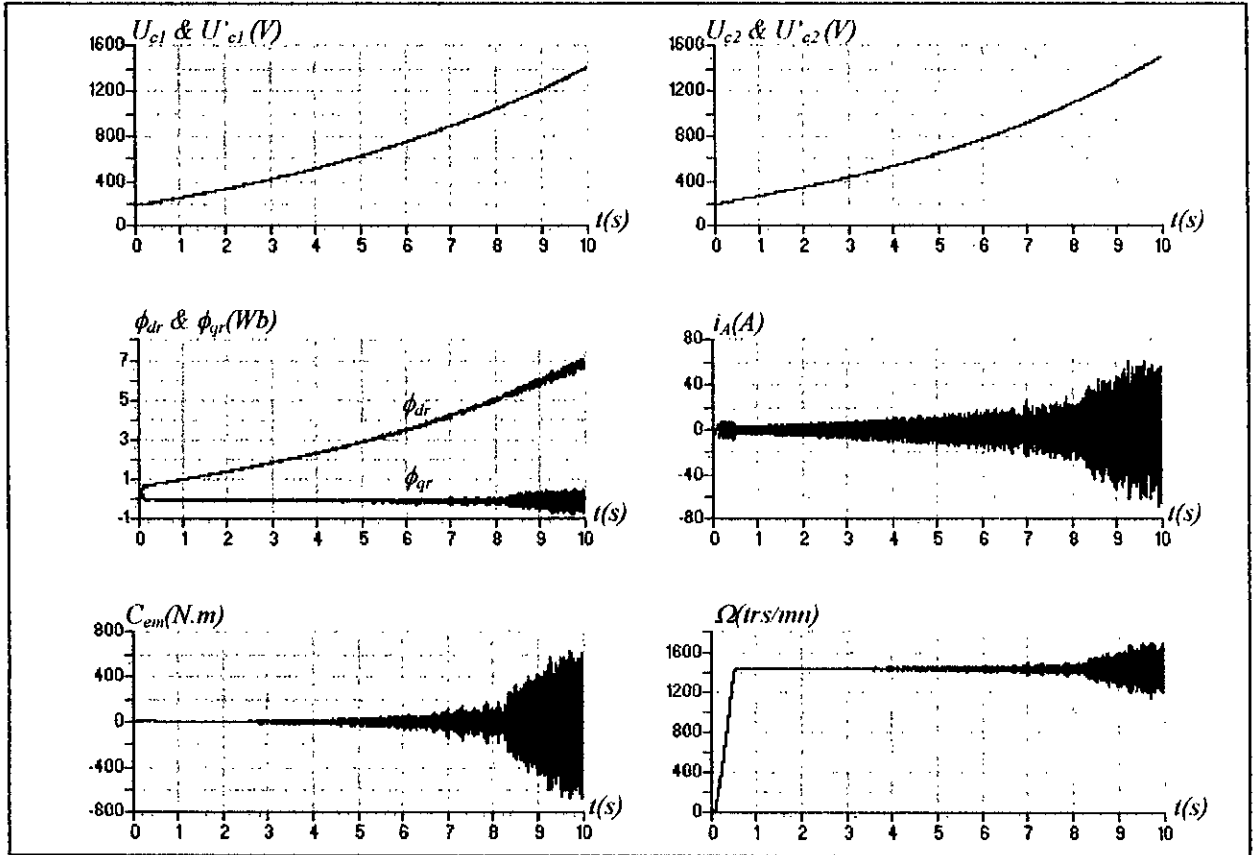 U_c1 & U'_c1 (V)
1600
1200
800
400
0
0 1 2 3 4 5 6 7 8 9 10
t(s)
U_c2 & U'_c2 (V)
1600
1200
800
400
0
0 1 2 3 4 5 6 7 8 9 10
t(s)
ϕ_dr & ϕ_qr (Wb)
7
5
3
1
-1
ϕ_dr
ϕ_qr
0 1 2 3 4 5 6 7 8 9 10
t(s)
i_A(A)
80
40
0
-40
-80
0 1 2 3 4 5 6 7 8 9 10
t(s)
C_em(N.m)
800
400
0
-400
-800
0 1 2 3 4 5 6 7 8 9 10
t(s)
Ω(trs/mn)
1600
1200
800
400
0
0 1 2 3 4 5 6 7 8 9 10
t(s)